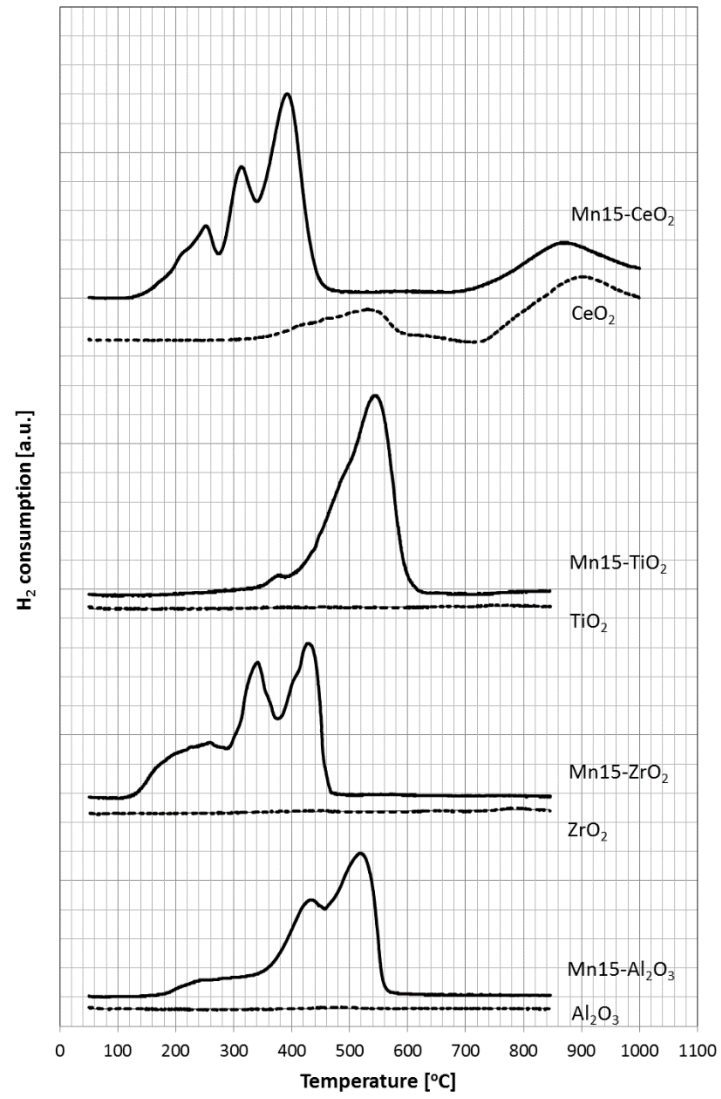 Mn15-CeO₂
CeO₂
Mn15-TiO₂
TiO₂
Mn15-ZrO₂
ZrO₂
Mn15-Al₂O₃
Al₂O₃
H₂ consumption [a.u.]
0 100 200 300 400 500 600 700 800 900 1000 1100
Temperature [°C]